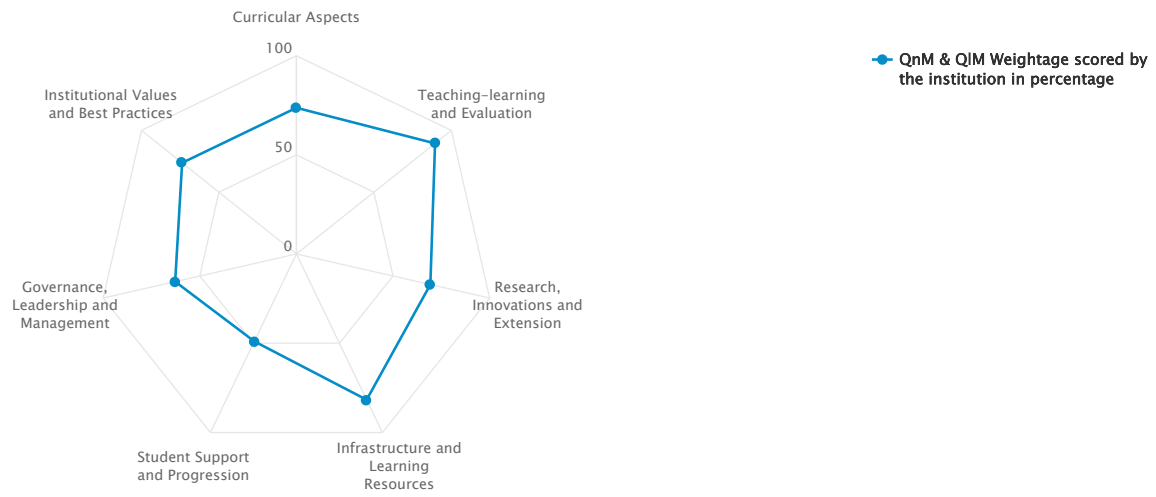 Curricular Aspects
100
50
0
Teaching-learning
and Evaluation
Research,
Innovations and
Extension
Infrastructure and
Learning
Resources
Student Support
and Progression
Governance,
Leadership and
Management
Institutional Values
and Best Practices
QnM & QlM Weightage scored by
the institution in percentage